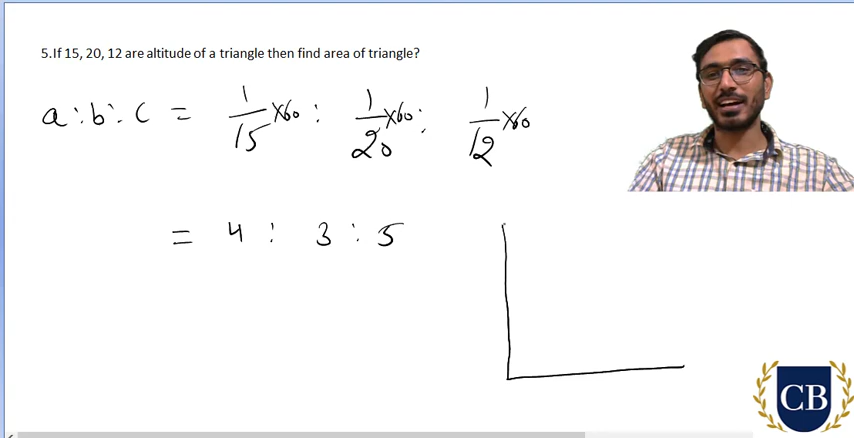 5.If 15, 20, 12 are altitude of a triangle then find area of triangle?
a:b:c = 1/15 ×60 : 1/20 ×60 : 1/12 ×60
= 4 : 3 : 5
CB